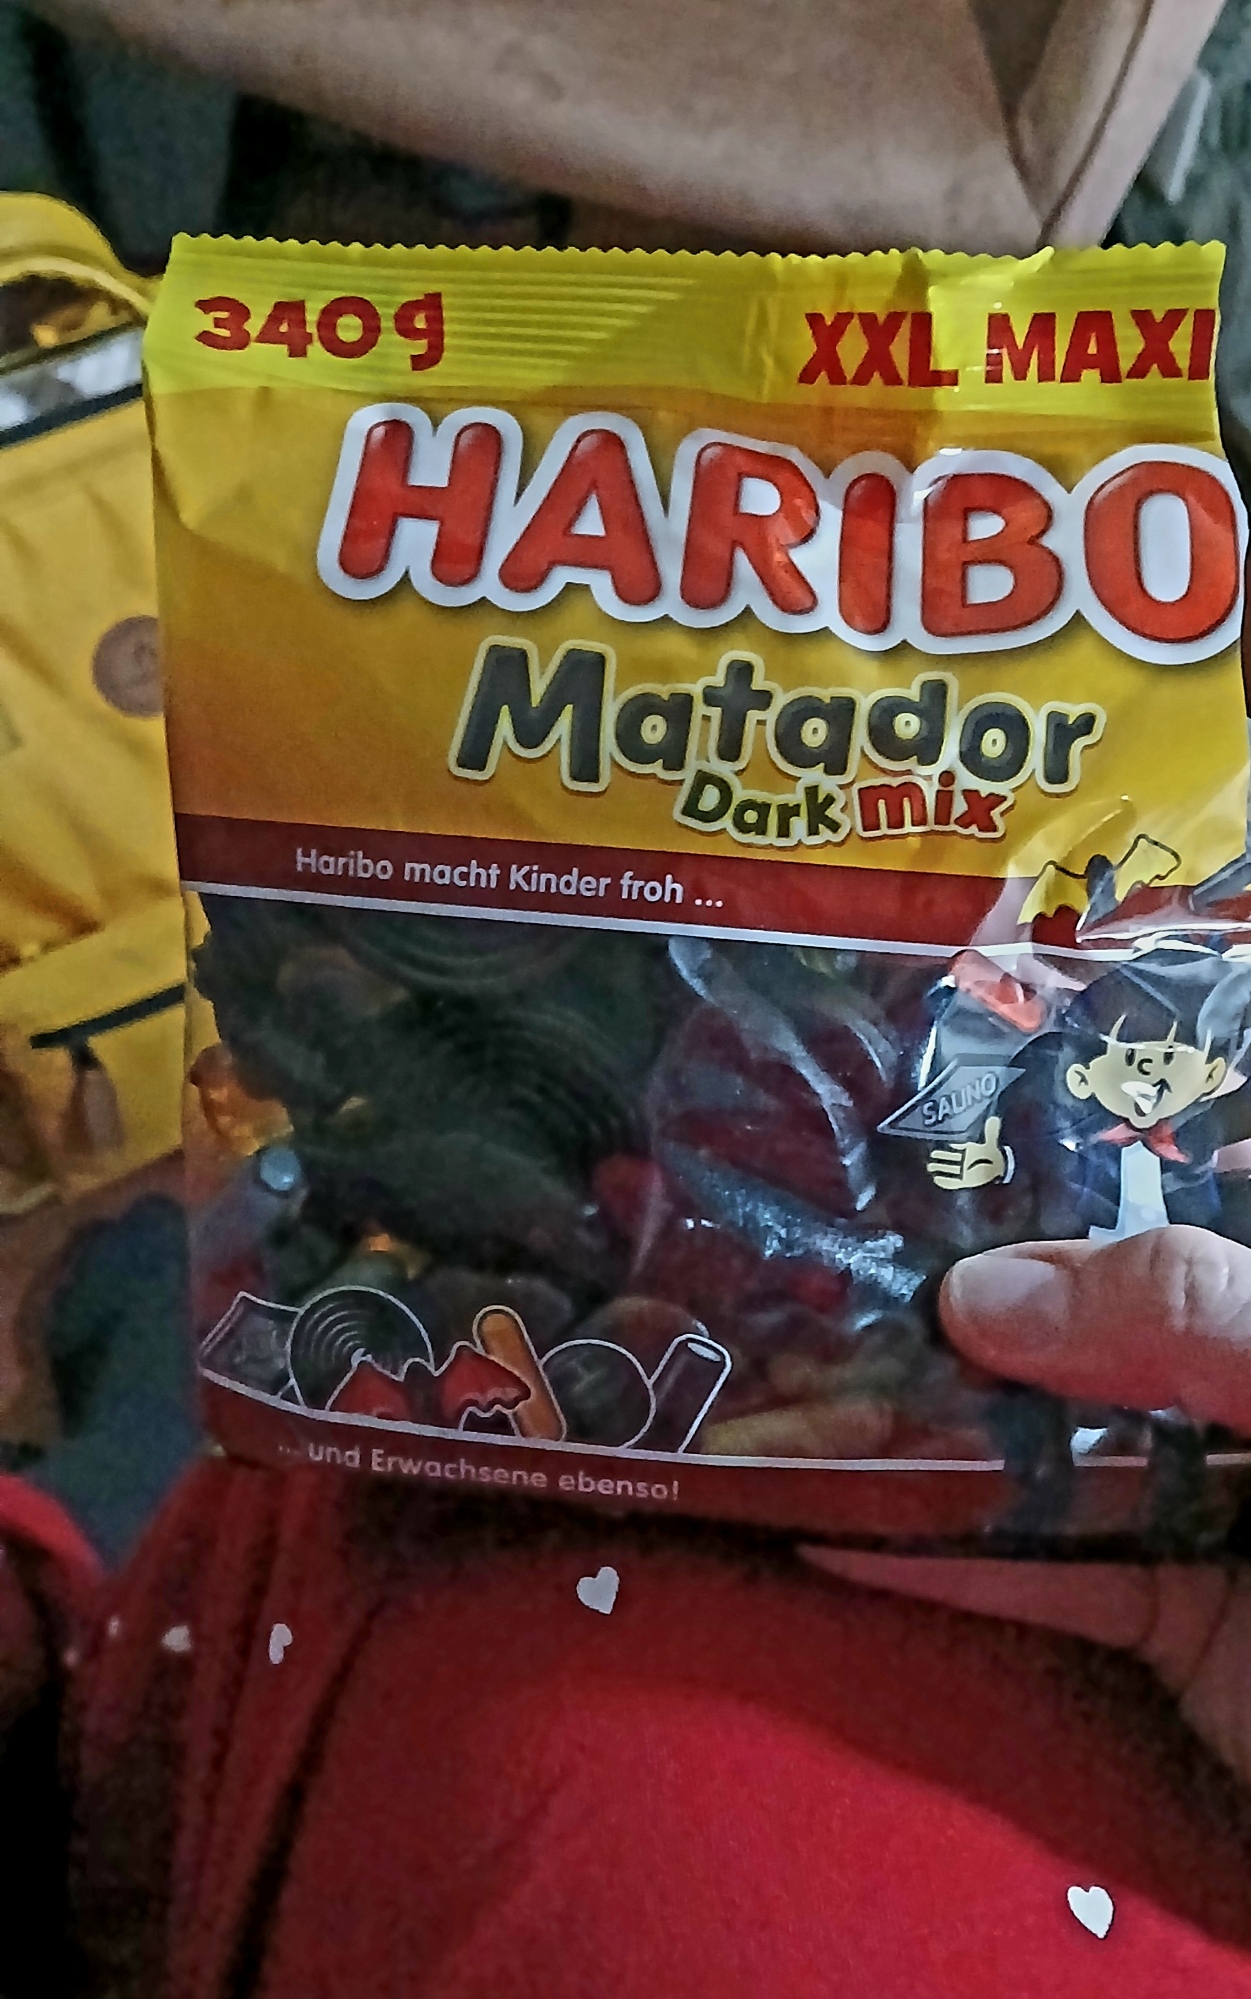 340g XXL MAXI
HARIBO
Matador
Dark mix
Haribo macht Kinder froh ...
SALINO
... und Erwachsene ebenso!